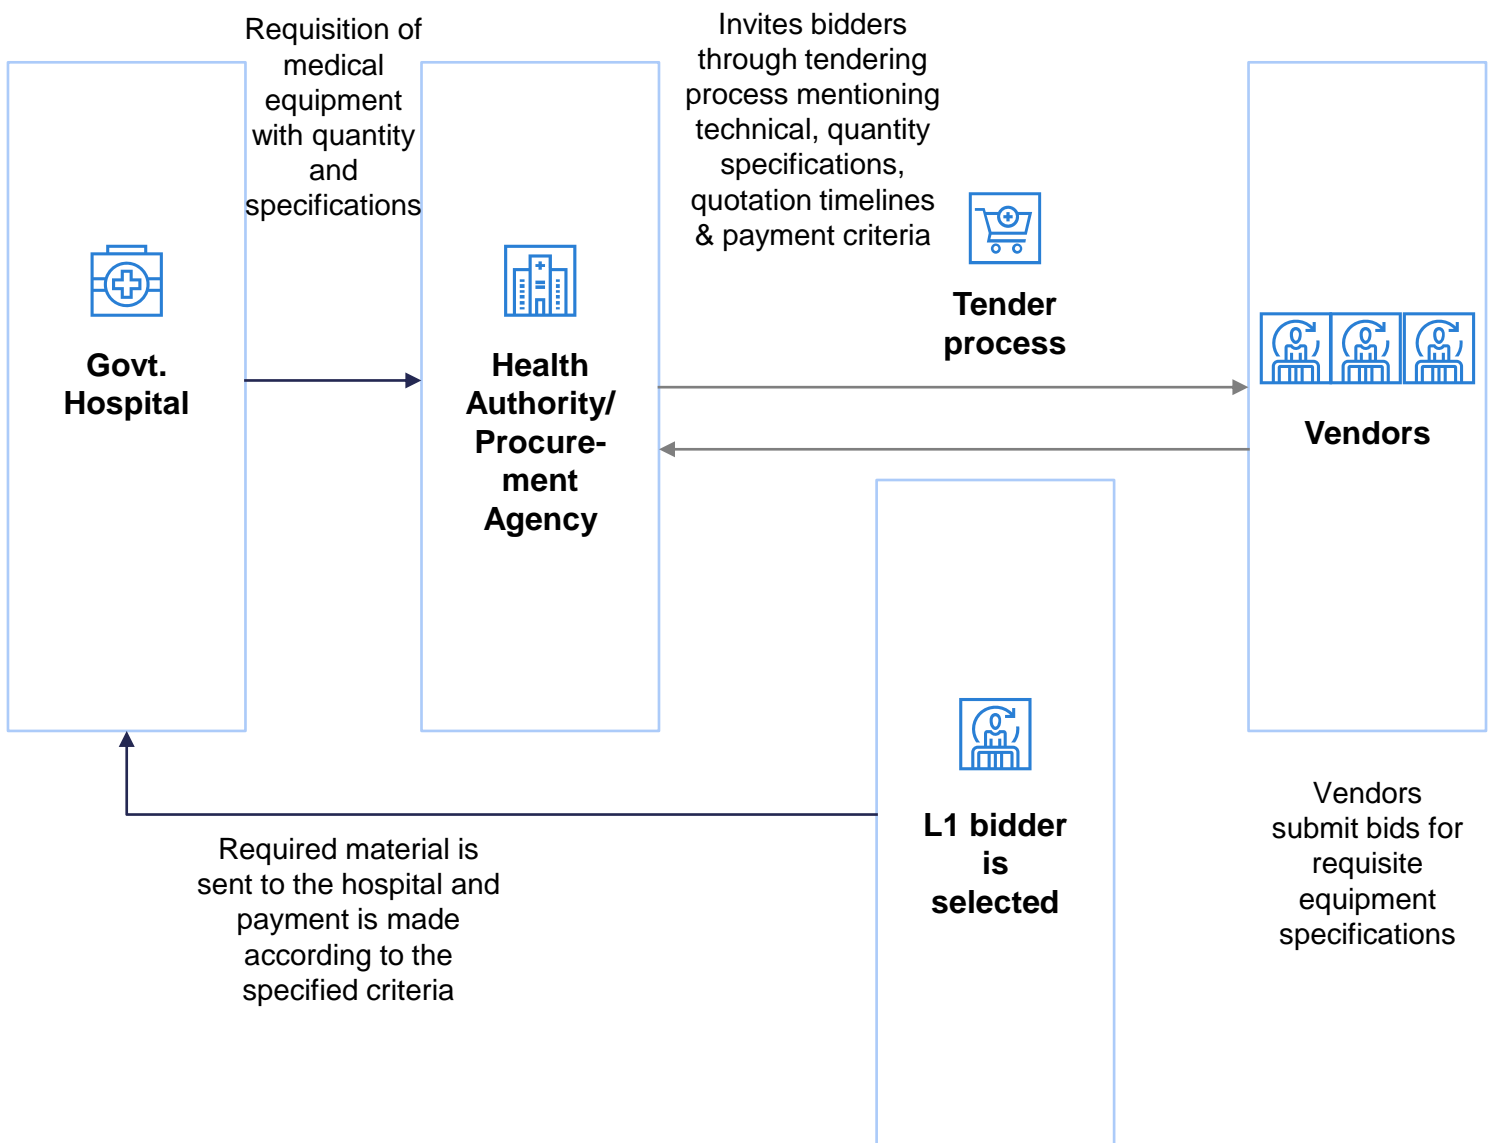 Requisition of
medical
equipment
with quantity
and
specifications
Invites bidders
through tendering
process mentioning
technical, quantity
specifications,
quotation timelines
& payment criteria
Govt.
Hospital
Health
Authority/
Procure-
ment
Agency
Tender
process
Vendors
L1 bidder
is
selected
Vendors
submit bids for
requisite
equipment
specifications
Required material is
sent to the hospital and
payment is made
according to the
specified criteria